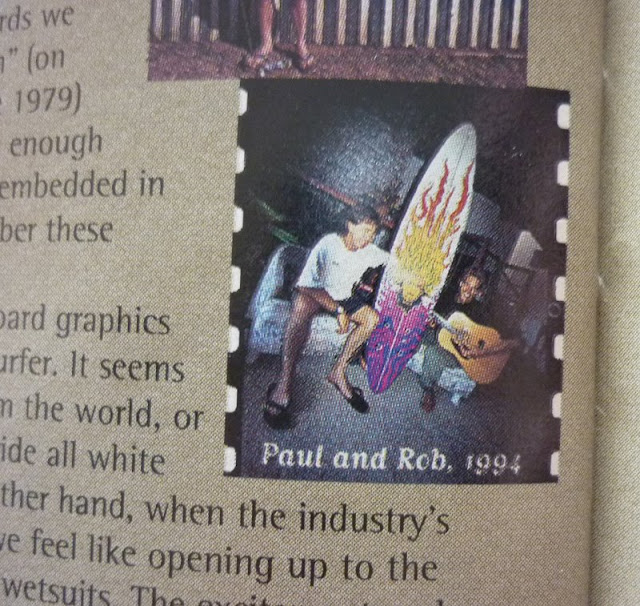 rds we
" (on
1979)
enough
embedded in
ber these
oard graphics
urfer. It seems
m the world, or
ide all white
ther hand, when the industry's
ve feel like opening up to the
wetsuits. The
Paul and Rob, 1994